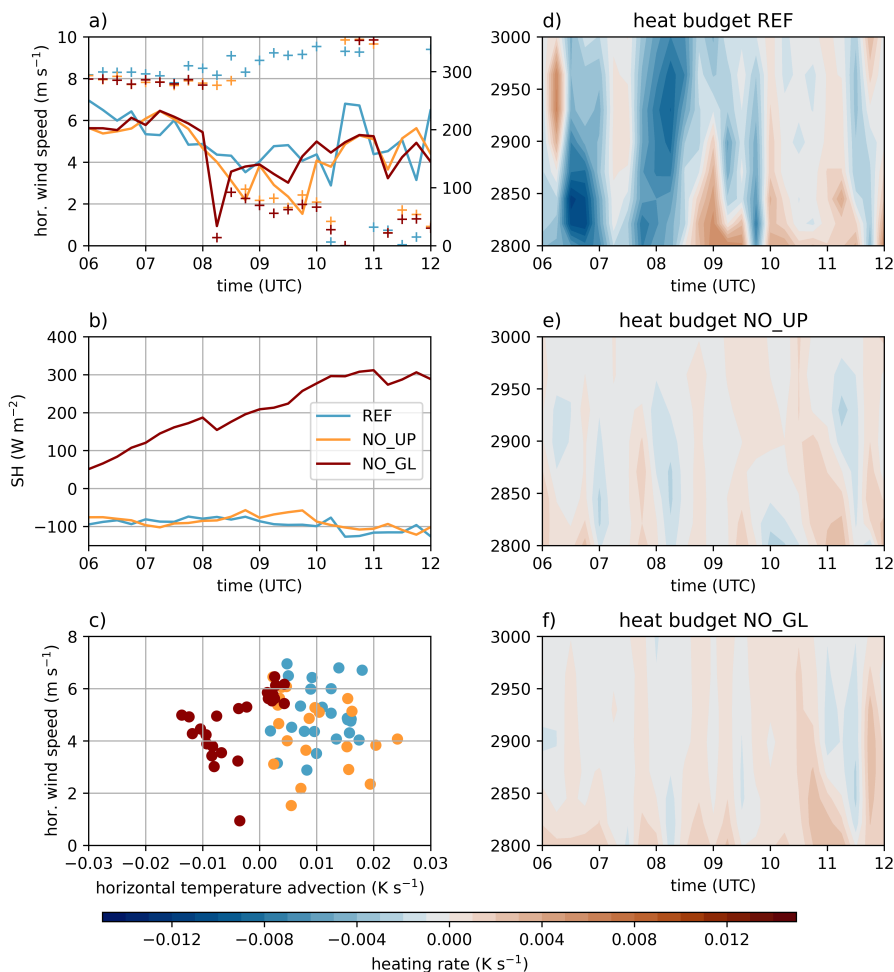 a)
10
8
6
4
2
0
300
200
100
0
hor. wind speed (m s⁻¹)
06 07 08 09 10 11 12
time (UTC)
d) heat budget REF
3000
2950
2900
2850
2800
06 07 08 09 10 11 12
time (UTC)
b)
400
300
200
100
0
−100
SH (W m⁻²)
REF
NO_UP
NO_GL
06 07 08 09 10 11 12
time (UTC)
e) heat budget NO_UP
3000
2950
2900
2850
2800
06 07 08 09 10 11 12
time (UTC)
c)
8
6
4
2
0
hor. wind speed (m s⁻¹)
−0.03 −0.02 −0.01 0.00 0.01 0.02 0.03
horizontal temperature advection (K s⁻¹)
f) heat budget NO_GL
3000
2950
2900
2850
2800
06 07 08 09 10 11 12
time (UTC)
−0.012 −0.008 −0.004 0.000 0.004 0.008 0.012
heating rate (K s⁻¹)